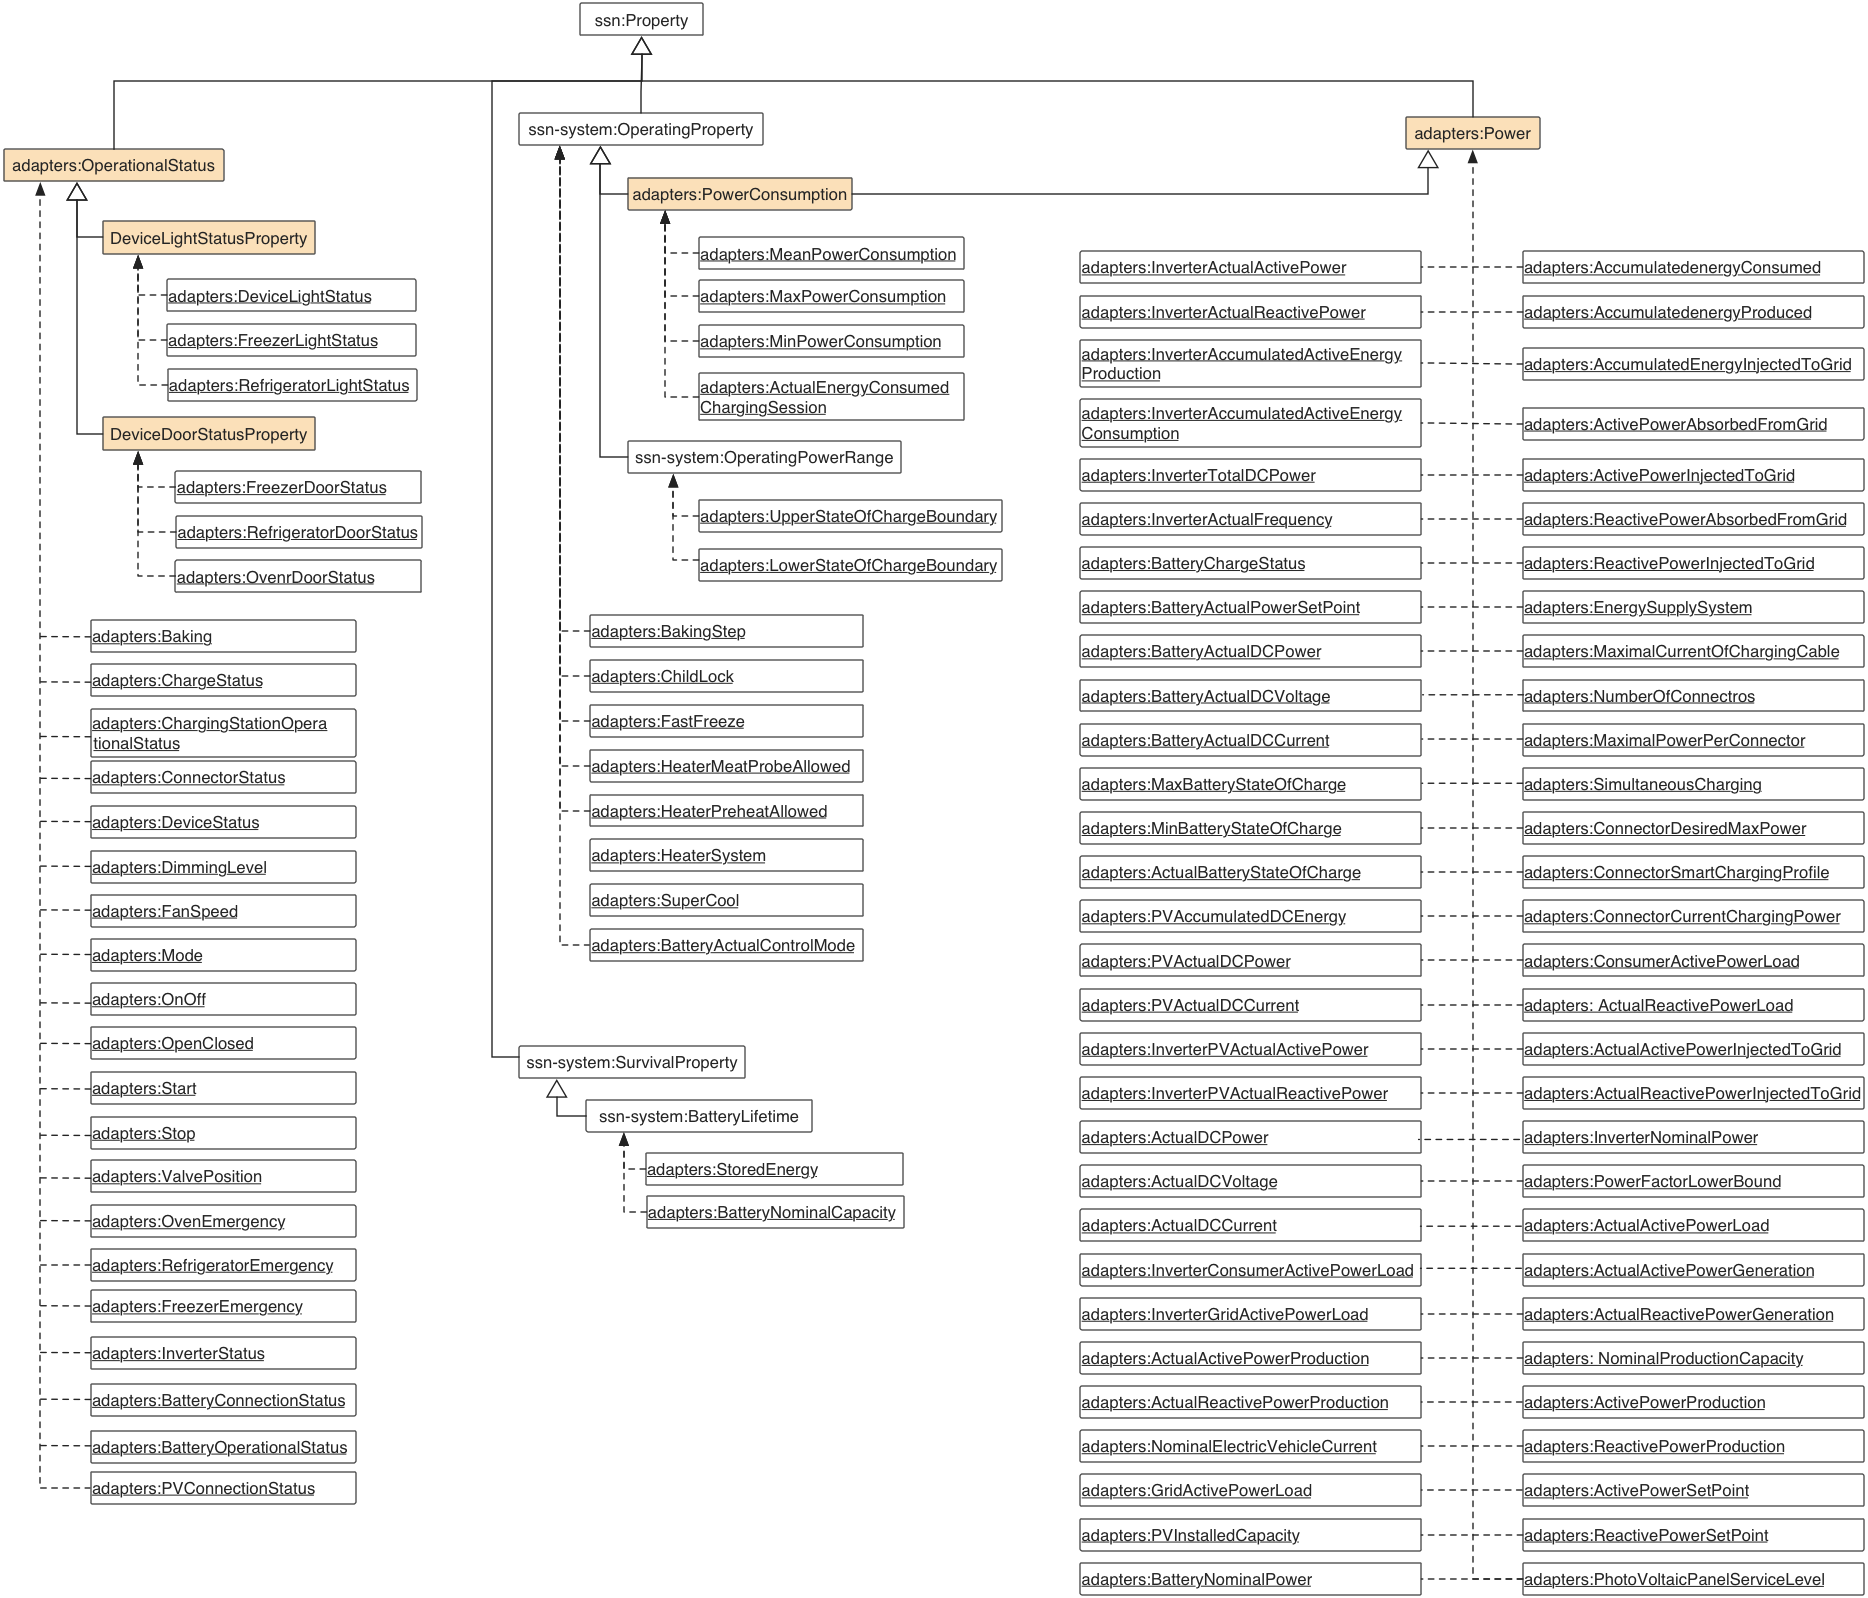 ssn:Property
ssn-system:OperatingProperty
adapters:Power
adapters:OperationalStatus
adapters:PowerConsumption
DeviceLightStatusProperty
adapters:DeviceLightStatus
adapters:FreezerLightStatus
adapters:RefrigeratorLightStatus
DeviceDoorStatusProperty
adapters:FreezerDoorStatus
adapters:RefrigeratorDoorStatus
adapters:OvenrDoorStatus
adapters:Baking
adapters:ChargeStatus
adapters:ChargingStationOpera
tionalStatus
adapters:ConnectorStatus
adapters:DeviceStatus
adapters:DimmingLevel
adapters:FanSpeed
adapters:Mode
adapters:OnOff
adapters:OpenClosed
adapters:Start
adapters:Stop
adapters:ValvePosition
adapters:OvenEmergency
adapters:RefrigeratorEmergency
adapters:FreezerEmergency
adapters:InverterStatus
adapters:BatteryConnectionStatus
adapters:BatteryOperationalStatus
adapters:PVConnectionStatus
adapters:MeanPowerConsumption
adapters:MaxPowerConsumption
adapters:MinPowerConsumption
adapters:ActualEnergyConsumed
ChargingSession
ssn-system:OperatingPowerRange
adapters:UpperStateOfChargeBoundary
adapters:LowerStateOfChargeBoundary
adapters:BakingStep
adapters:ChildLock
adapters:FastFreeze
adapters:HeaterMeatProbeAllowed
adapters:HeaterPreheatAllowed
adapters:HeaterSystem
adapters:SuperCool
adapters:BatteryActualControlMode
ssn-system:SurvivalProperty
ssn-system:BatteryLifetime
adapters:StoredEnergy
adapters:BatteryNominalCapacity
adapters:InverterActualActivePower
adapters:InverterActualReactivePower
adapters:InverterAccumulatedActiveEnergy
Production
adapters:InverterAccumulatedActiveEnergy
Consumption
adapters:InverterTotalDCPower
adapters:InverterActualFrequency
adapters:BatteryChargeStatus
adapters:BatteryActualPowerSetPoint
adapters:BatteryActualDCPower
adapters:BatteryActualDCVoltage
adapters:BatteryActualDCCurrent
adapters:MaxBatteryStateOfCharge
adapters:MinBatteryStateOfCharge
adapters:ActualBatteryStateOfCharge
adapters:PVAccumulatedDCEnergy
adapters:PVActualDCPower
adapters:PVActualDCCurrent
adapters:InverterPVActualActivePower
adapters:InverterPVActualReactivePower
adapters:ActualDCPower
adapters:ActualDCVoltage
adapters:ActualDCCurrent
adapters:InverterConsumerActivePowerLoad
adapters:InverterGridActivePowerLoad
adapters:ActualActivePowerProduction
adapters:ActualReactivePowerProduction
adapters:NominalElectricVehicleCurrent
adapters:GridActivePowerLoad
adapters:PVInstalledCapacity
adapters:BatteryNominalPower
adapters:AccumulatedenergyConsumed
adapters:AccumulatedenergyProduced
adapters:AccumulatedEnergyInjectedToGrid
adapters:ActivePowerAbsorbedFromGrid
adapters:ActivePowerInjectedToGrid
adapters:ReactivePowerAbsorbedFromGrid
adapters:ReactivePowerInjectedToGrid
adapters:EnergySupplySystem
adapters:MaximalCurrentOfChargingCable
adapters:NumberOfConnectros
adapters:MaximalPowerPerConnector
adapters:SimultaneousCharging
adapters:ConnectorDesiredMaxPower
adapters:ConnectorSmartChargingProfile
adapters:ConnectorCurrentChargingPower
adapters:ConsumerActivePowerLoad
adapters: ActualReactivePowerLoad
adapters:ActualActivePowerInjectedToGrid
adapters:ActualReactivePowerInjectedToGrid
adapters:InverterNominalPower
adapters:PowerFactorLowerBound
adapters:ActualActivePowerLoad
adapters:ActualActivePowerGeneration
adapters:ActualReactivePowerGeneration
adapters: NominalProductionCapacity
adapters:ActivePowerProduction
adapters:ReactivePowerProduction
adapters:ActivePowerSetPoint
adapters:ReactivePowerSetPoint
adapters:PhotoVoltaicPanelServiceLevel